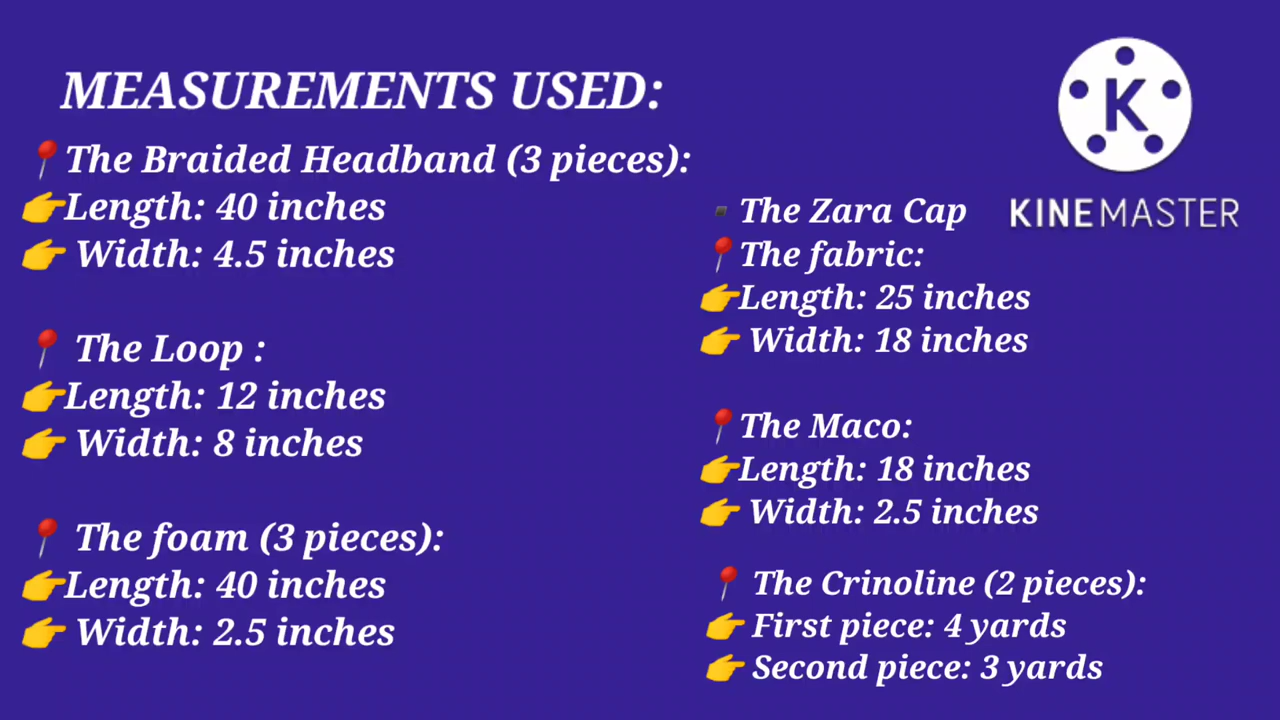 MEASUREMENTS USED:
📍The Braided Headband (3 pieces):
👉Length: 40 inches
👉 Width: 4.5 inches
📍 The Loop :
👉Length: 12 inches
👉 Width: 8 inches
📍 The foam (3 pieces):
👉Length: 40 inches
👉 Width: 2.5 inches
▪️ The Zara Cap
📍The fabric:
👉Length: 25 inches
👉 Width: 18 inches
📍The Maco:
👉Length: 18 inches
👉 Width: 2.5 inches
📍 The Crinoline (2 pieces):
👉 First piece: 4 yards
👉 Second piece: 3 yards
K
KINEMASTER